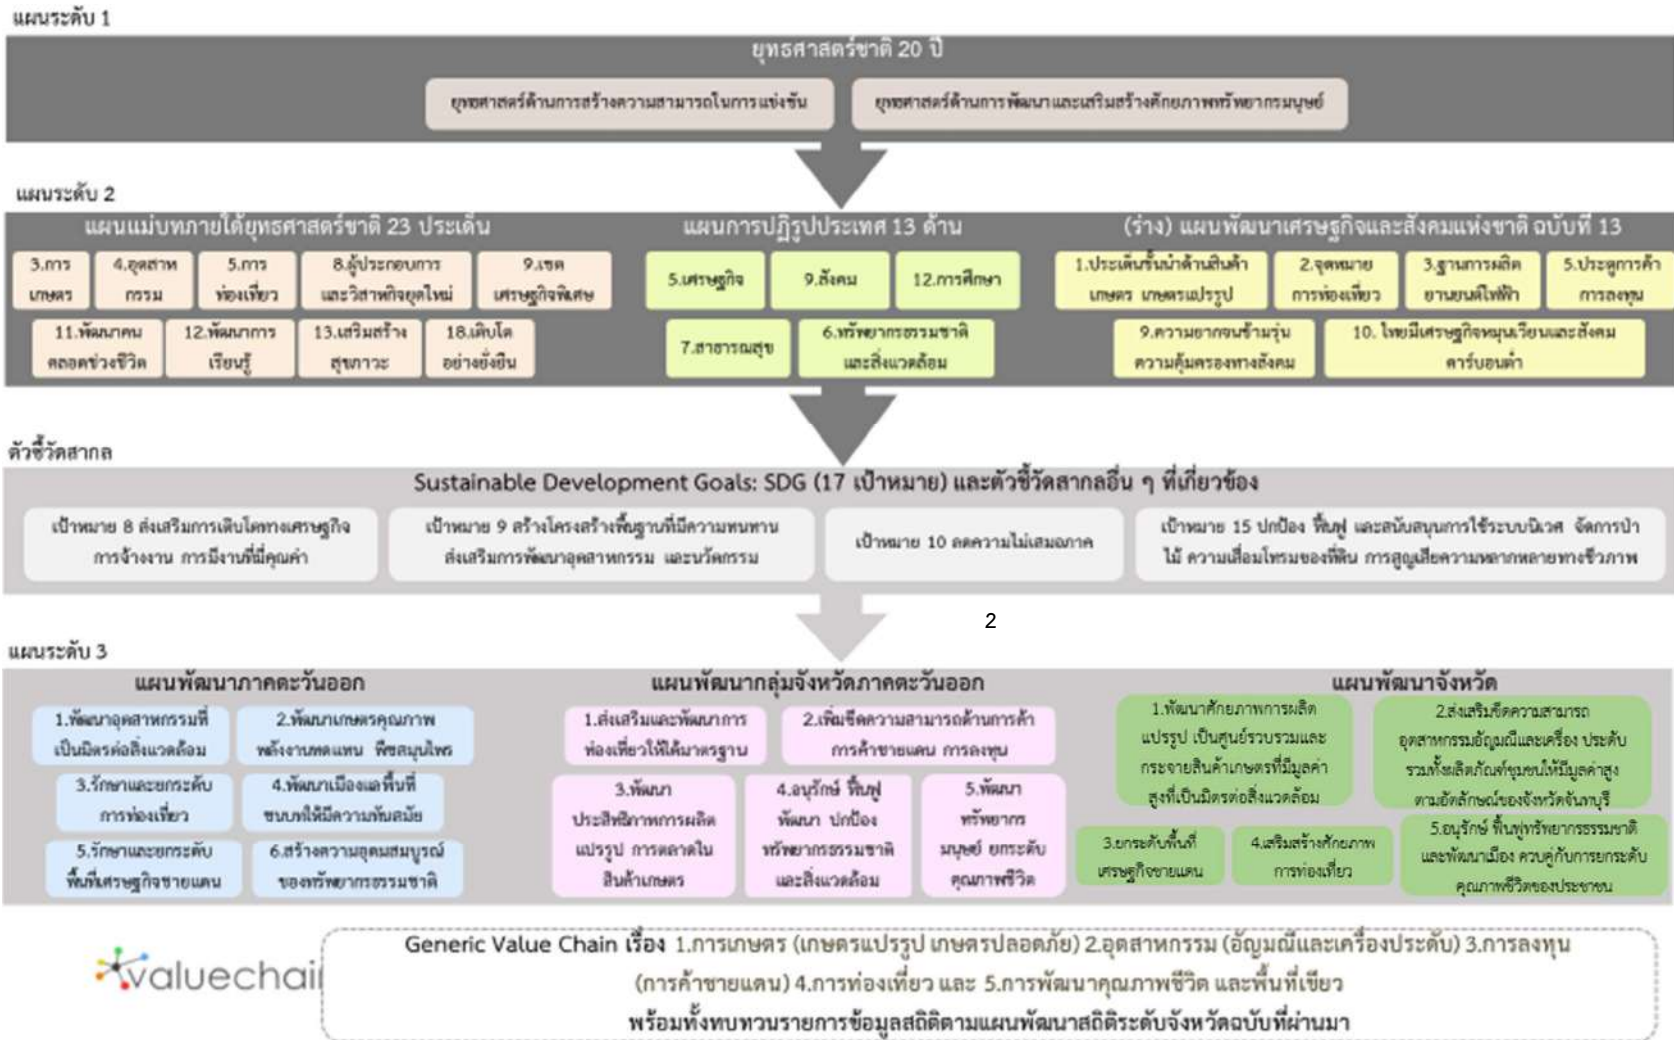 แผนระดับ 1
ยุทธศาสตร์ชาติ 20 ปี
ยุทธศาสตร์ด้านการสร้างความสามารถในการแข่งขัน
ยุทธศาสตร์ด้านการพัฒนาและเสริมสร้างศักยภาพทรัพยากรมนุษย์
แผนระดับ 2
แผนแม่บทภายใต้ยุทธศาสตร์ชาติ 23 ประเด็น
3.การ
เกษตร
4.อุตสาห
กรรม
5.การ
ท่องเที่ยว
8.ผู้ประกอบการ
และวิสาหกิจยุคใหม่
9.เขต
เศรษฐกิจพิเศษ
11.พัฒนาคน
ตลอดช่วงชีวิต
12.พัฒนาการ
เรียนรู้
13.เสริมสร้าง
สุขภาวะ
18.เติบโต
อย่างยั่งยืน
แผนการปฏิรูปประเทศ 13 ด้าน
5.เศรษฐกิจ
9.สังคม
12.การศึกษา
7.สาธารณสุข
6.ทรัพยากรธรรมชาติ
และสิ่งแวดล้อม
(ร่าง) แผนพัฒนาเศรษฐกิจและสังคมแห่งชาติ ฉบับที่ 13
1.ประเด็นชั้นนำด้านสินค้า
เกษตร เกษตรแปรรูป
2.จุดหมาย
การท่องเที่ยว
3.ฐานการผลิต
ยานยนต์ไฟฟ้า
5.ประตูการค้า
การลงทุน
9.ความยากจนข้ามรุ่น
ความคุ้มครองทางสังคม
10. ไทยมีเศรษฐกิจหมุนเวียนและสังคม
คาร์บอนต่ำ
ตัวชี้วัดสากล
Sustainable Development Goals: SDG (17 เป้าหมาย) และตัวชี้วัดสากลอื่น ๆ ที่เกี่ยวข้อง
เป้าหมาย 8 ส่งเสริมการเติบโตทางเศรษฐกิจ
การจ้างงาน การมีงานที่มีคุณค่า
เป้าหมาย 9 สร้างโครงสร้างพื้นฐานที่มีความทนทาน
ส่งเสริมการพัฒนาอุตสาหกรรม และนวัตกรรม
เป้าหมาย 10 ลดความไม่เสมอภาค
เป้าหมาย 15 ปกป้อง ฟื้นฟู และสนับสนุนการใช้ระบบนิเวศ จัดการป่า
ไม้ ความเสื่อมโทรมของที่ดิน การสูญเสียความหลากหลายทางชีวภาพ
2
แผนระดับ 3
แผนพัฒนาภาคตะวันออก
1.พัฒนาอุตสาหกรรมที่
เป็นมิตรต่อสิ่งแวดล้อม
2.พัฒนาเกษตรคุณภาพ
พลังงานทดแทน พืชสมุนไพร
3.รักษาและยกระดับ
การท่องเที่ยว
4.พัฒนาเมืองแลพื้นที่
ชนบทให้มีความทันสมัย
5.รักษาและยกระดับ
พื้นที่เศรษฐกิจชายแดน
6.สร้างความอุดมสมบูรณ์
ของทรัพยากรธรรมชาติ
แผนพัฒนากลุ่มจังหวัดภาคตะวันออก
1.ส่งเสริมและพัฒนาการ
ท่องเที่ยวให้ได้มาตรฐาน
2.เพิ่มขีดความสามารถด้านการค้า
การค้าชายแดน การลงทุน
3.พัฒนา
ประสิทธิภาพการผลิต
แปรรูป การตลาดใน
สินค้าเกษตร
4.อนุรักษ์ ฟื้นฟู
พัฒนา ปกป้อง
ทรัพยากรธรรมชาติ
และสิ่งแวดล้อม
5.พัฒนา
ทรัพยากร
มนุษย์ ยกระดับ
คุณภาพชีวิต
แผนพัฒนาจังหวัด
1.พัฒนาศักยภาพการผลิต
แปรรูป เป็นศูนย์รวบรวมและ
กระจายสินค้าเกษตรที่มีมูลค่า
สูงที่เป็นมิตรต่อสิ่งแวดล้อม
2.ส่งเสริมขีดความสามารถ
อุตสาหกรรมอัญมณีและเครื่อง ประดับ
รวมทั้งผลิตภัณฑ์ชุมชนให้มีมูลค่าสูง
ตามอัตลักษณ์ของจังหวัดจันทบุรี
3.ยกระดับพื้นที่
เศรษฐกิจชายแดน
4.เสริมสร้างศักยภาพ
การท่องเที่ยว
5.อนุรักษ์ ฟื้นฟูทรัพยากรธรรมชาติ
และพัฒนาเมือง ควบคู่กับการยกระดับ
คุณภาพชีวิตของประชาชน
valuechain
Generic Value Chain เรื่อง 1.การเกษตร (เกษตรแปรรูป เกษตรปลอดภัย) 2.อุตสาหกรรม (อัญมณีและเครื่องประดับ) 3.การลงทุน
(การค้าชายแดน) 4.การท่องเที่ยว และ 5.การพัฒนาคุณภาพชีวิต และพื้นที่เขียว
พร้อมทั้งทบทวนรายการข้อมูลสถิติตามแผนพัฒนาสถิติระดับจังหวัดฉบับที่ผ่านมา